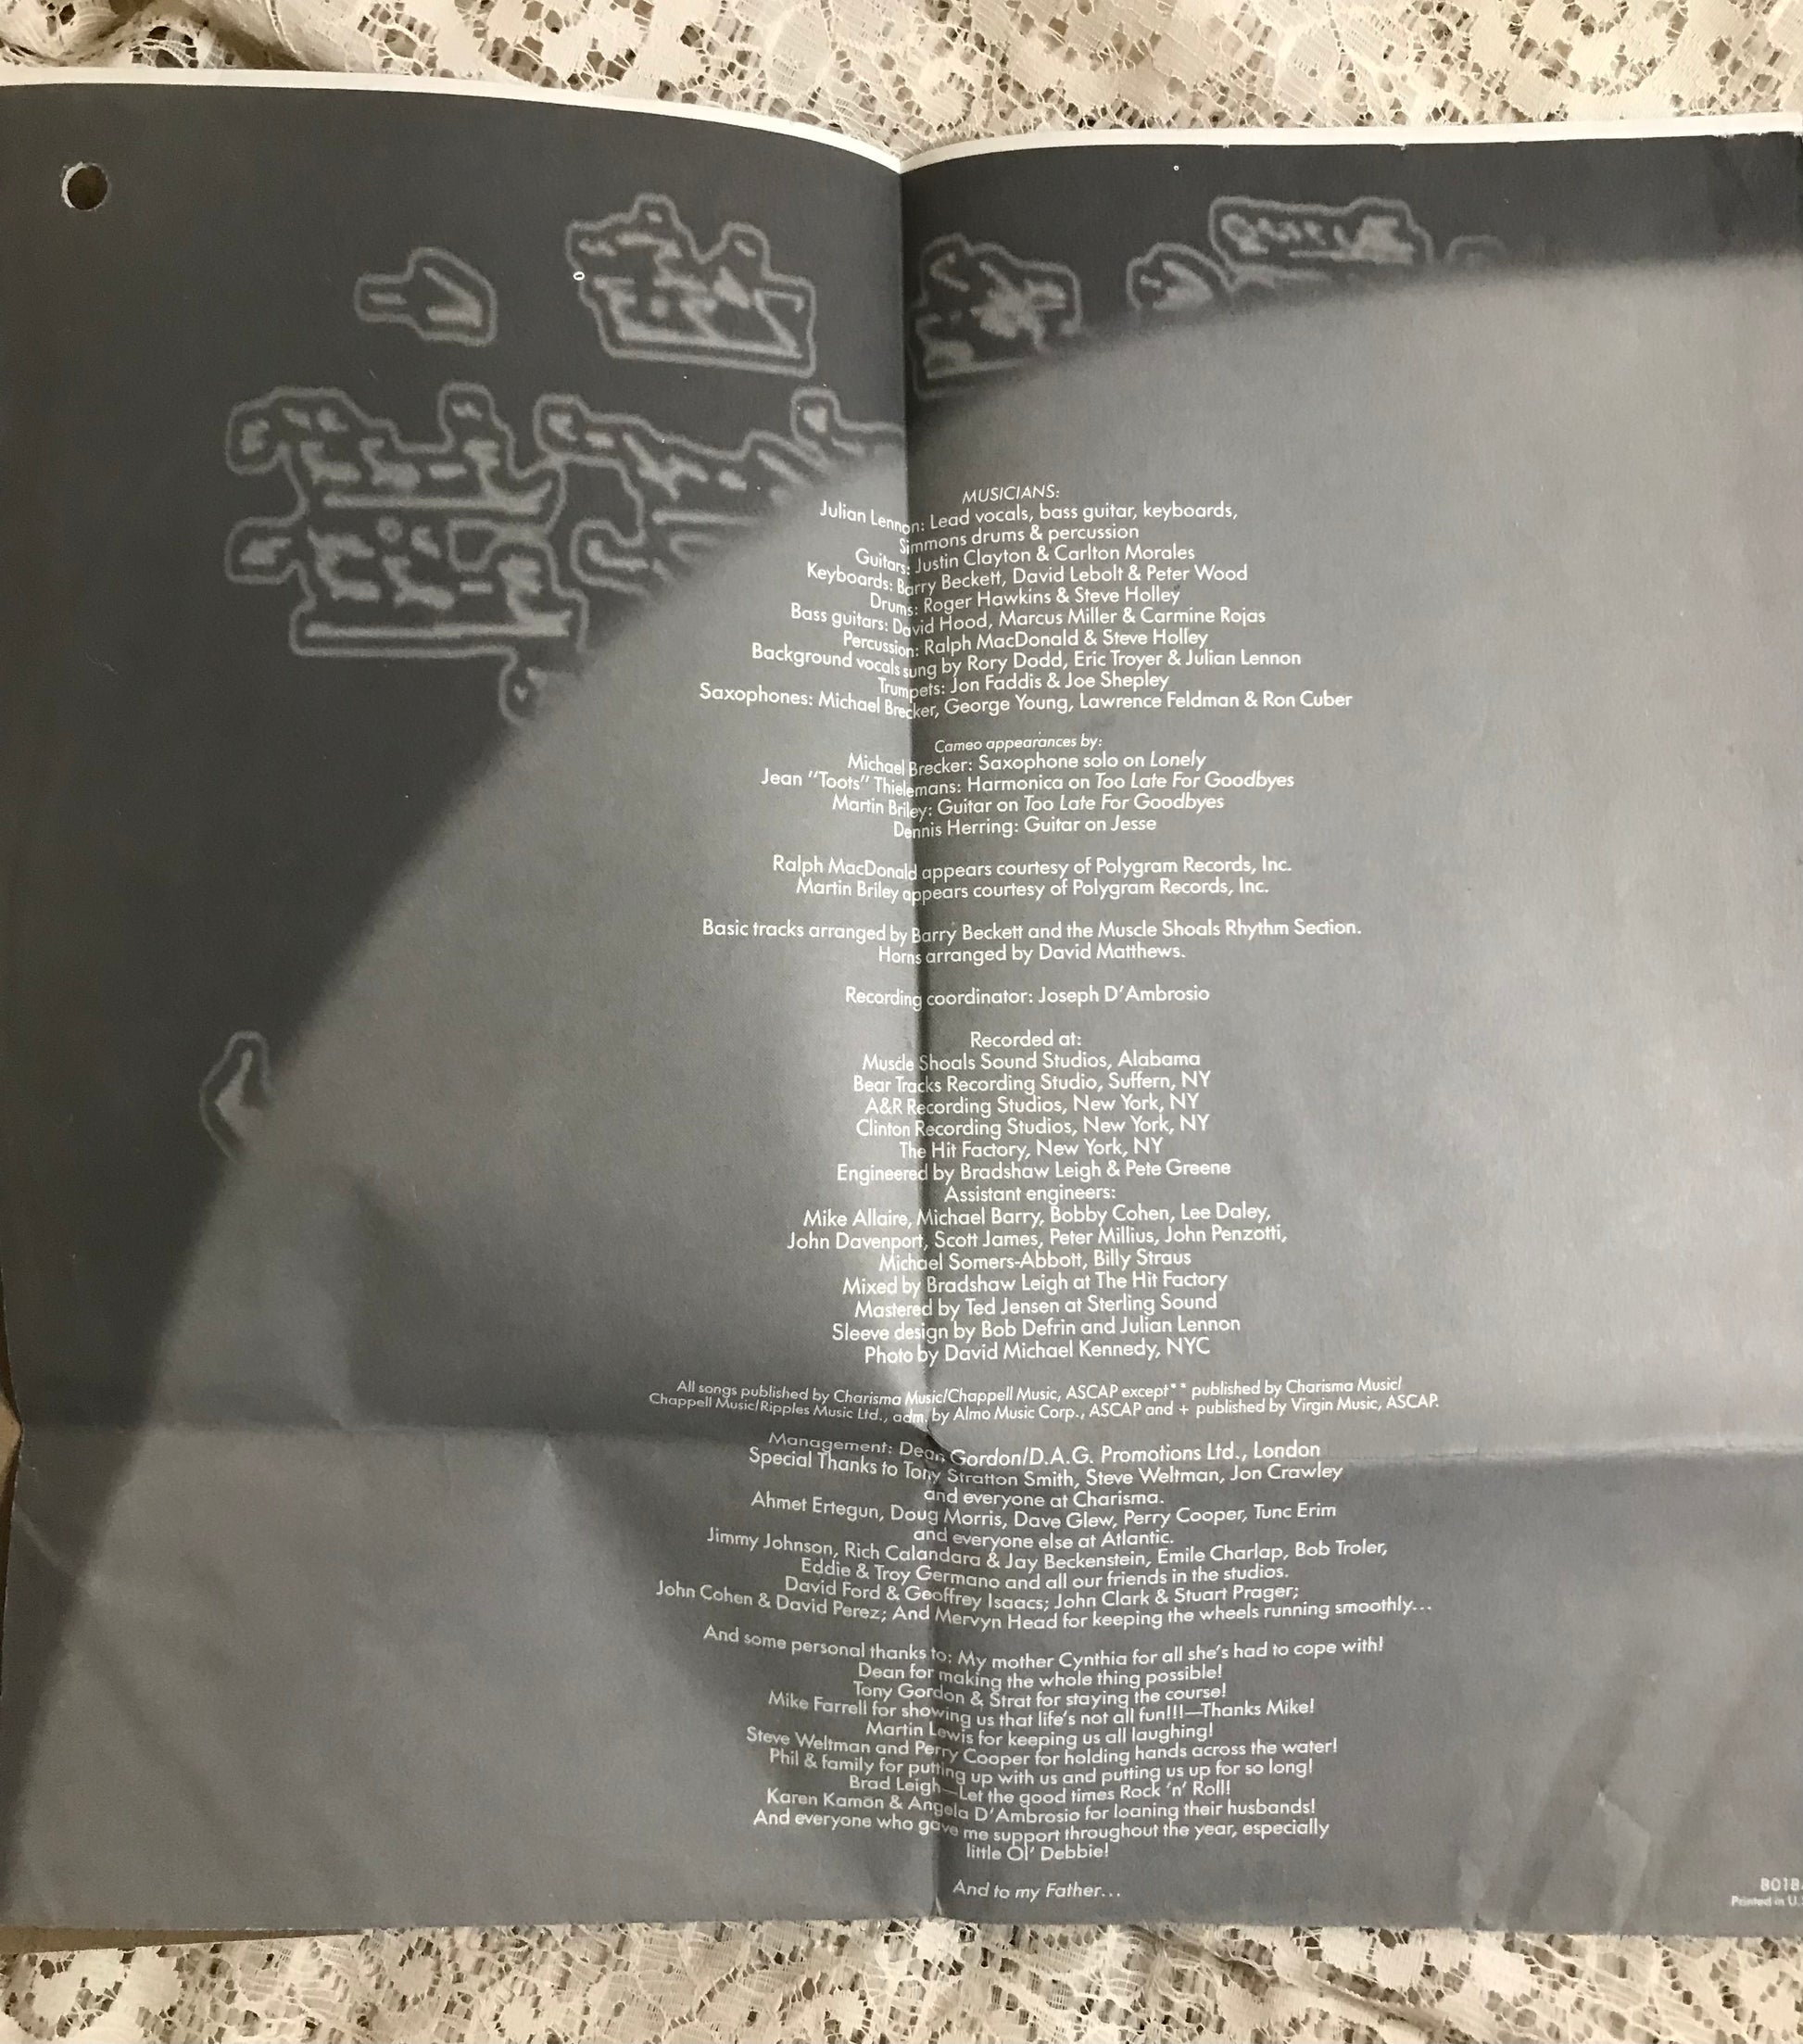 MUSICIANS:
Julian Lennon: Lead vocals, bass guitar, keyboards,
Simmons drums & percussion
Guitars: Justin Clayton & Carlton Morales
Keyboards: Barry Beckett, David Lebolt & Peter Wood
Drums: Roger Hawkins & Steve Holley
Bass guitars: David Hood, Marcus Miller & Carmine Rojas
Percussion: Ralph MacDonald & Steve Holley
Background vocals sung by Rory Dodd, Eric Troyer & Julian Lennon
Trumpets: Jon Faddis & Joe Shepley
Saxophones: Michael Brecker, George Young, Lawrence Feldman & Ron Cuber
Cameo appearances by:
Michael Brecker: Saxophone solo on Lonely
Jean "Toots" Thielemans: Harmonica on Too Late For Goodbyes
Martin Briley: Guitar on Too Late For Goodbyes
Dennis Herring: Guitar on Jesse
Ralph MacDonald appears courtesy of Polygram Records, Inc.
Martin Briley appears courtesy of Polygram Records, Inc.
Basic tracks arranged by Barry Beckett and the Muscle Shoals Rhythm Section.
Horns arranged by David Matthews.
Recording coordinator: Joseph D'Ambrosio
Recorded at:
Muscle Shoals Sound Studios, Alabama
Bear Tracks Recording Studio, Suffern, NY
A&R Recording Studios, New York, NY
Clinton Recording Studios, New York, NY
The Hit Factory, New York, NY
Engineered by Bradshaw Leigh & Pete Greene
Assistant engineers:
Mike Allaire, Michael Barry, Bobby Cohen, Lee Daley,
John Davenport, Scott James, Peter Millius, John Penzotti,
Michael Somers-Abbott, Billy Straus
Mixed by Bradshaw Leigh at The Hit Factory
Mastered by Ted Jensen at Sterling Sound
Sleeve design by Bob Defrin and Julian Lennon
Photo by David Michael Kennedy, NYC
All songs published by Charisma Music/Chappell Music, ASCAP except** published by Charisma Music/
Chappell Music/Ripples Music Ltd., adm. by Almo Music Corp., ASCAP and + published by Virgin Music, ASCAP.
Management: Dean Gordon/D.A.G. Promotions Ltd., London
Special Thanks to Tony Stratton Smith, Steve Weltman, Jon Crawley
and everyone at Charisma.
Ahmet Ertegun, Doug Morris, Dave Glew, Perry Cooper, Tunc Erim
and everyone else at Atlantic.
Jimmy Johnson, Rich Calandara & Jay Beckenstein, Emile Charlap, Bob Troler,
Eddie & Troy Germano and all our friends in the studios.
David Ford & Geoffrey Isaacs; John Clark & Stuart Prager;
John Cohen & David Perez; And Mervyn Head for keeping the wheels running smoothly...
And some personal thanks to: My mother Cynthia for all she's had to cope with!
Dean for making the whole thing possible!
Tony Gordon & Strat for staying the course!
Mike Farrell for showing us that life's not all fun!!!—Thanks Mike!
Martin Lewis for keeping us all laughing!
Steve Weltman and Perry Cooper for holding hands across the water!
Phil & family for putting up with us and putting us up for so long!
Brad Leigh—Let the good times Rock 'n' Roll!
Karen Kamon & Angela D'Ambrosio for loaning their husbands!
And everyone who gave me support throughout the year, especially
little Ol' Debbie!
And to my Father...
Printed in U.S